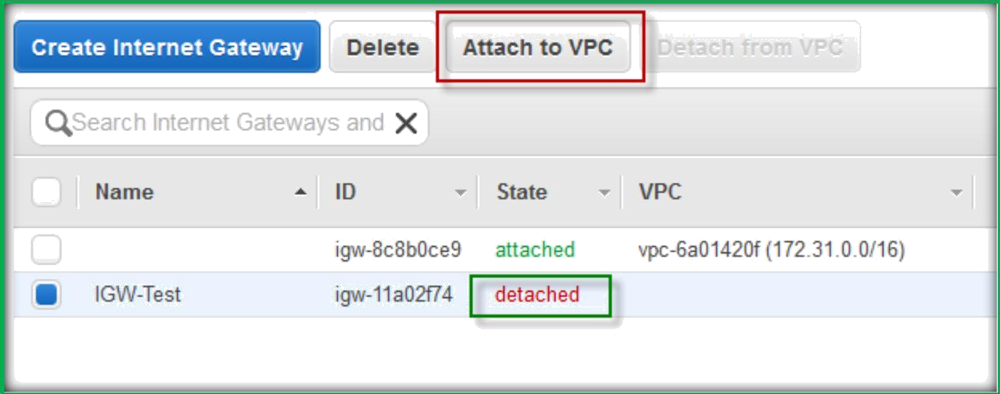 Create Internet Gateway Delete Attach to VPC Detach from VPC
Search Internet Gateways and
Name ID State VPC
igw-8c8b0ce9 attached vpc-6a01420f (172.31.0.0/16)
IGW-Test igw-11a02f74 detached